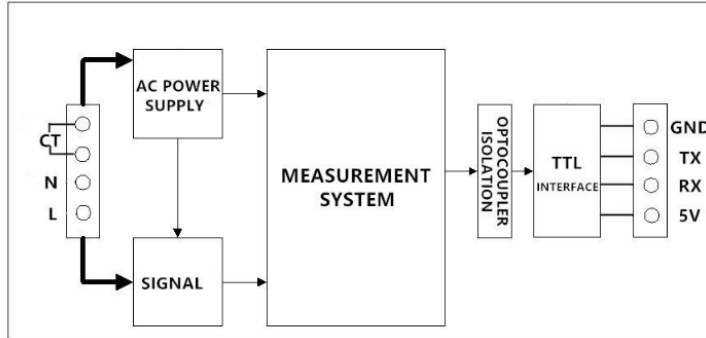 AC POWER
SUPPLY
CT
N
L
SIGNAL
MEASUREMENT
SYSTEM
OPTOCOUPLER
ISOLATION
TTL
INTERFACE
GND
TX
RX
5V